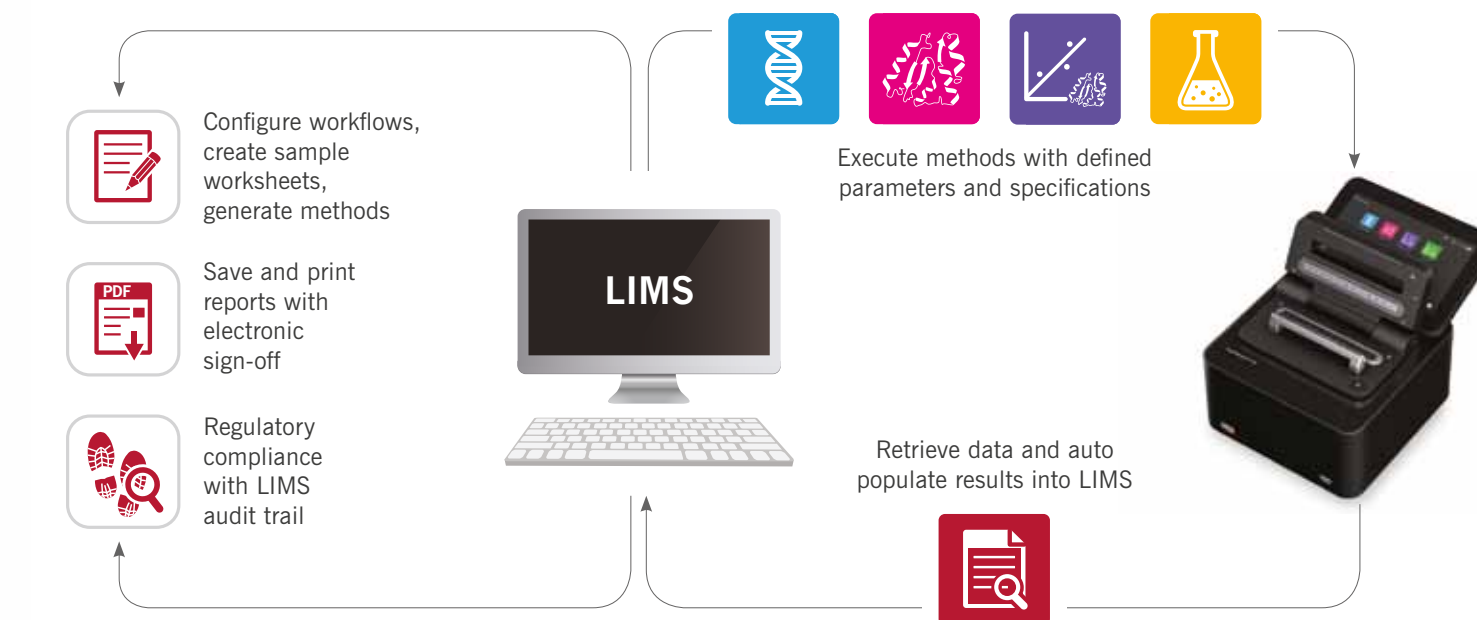 Configure workflows,
create sample
worksheets,
generate methods
PDF
Save and print
reports with
electronic
sign-off
Regulatory
compliance
with LIMS
audit trail
LIMS
Execute methods with defined
parameters and specifications
Retrieve data and auto
populate results into LIMS